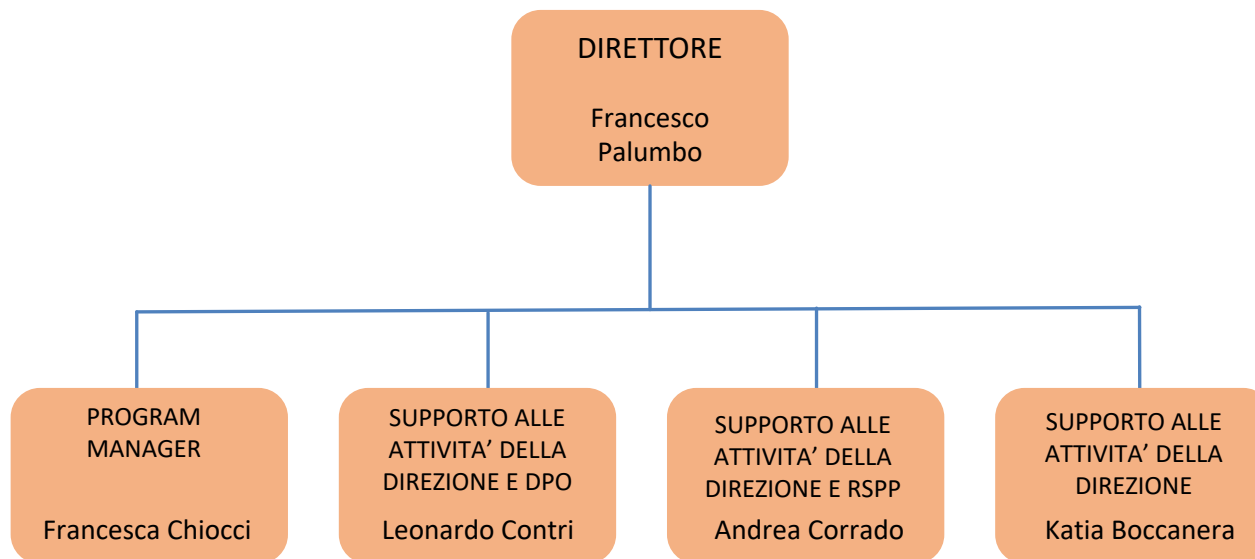 DIRETTORE
Francesco
Palumbo
PROGRAM
MANAGER
Francesca Chiocci
SUPPORTO ALLE
ATTIVITA’ DELLA
DIREZIONE E DPO
Leonardo Contri
SUPPORTO ALLE
ATTIVITA’ DELLA
DIREZIONE E RSPP
Andrea Corrado
SUPPORTO ALLE
ATTIVITA’ DELLA
DIREZIONE
Katia Boccanera